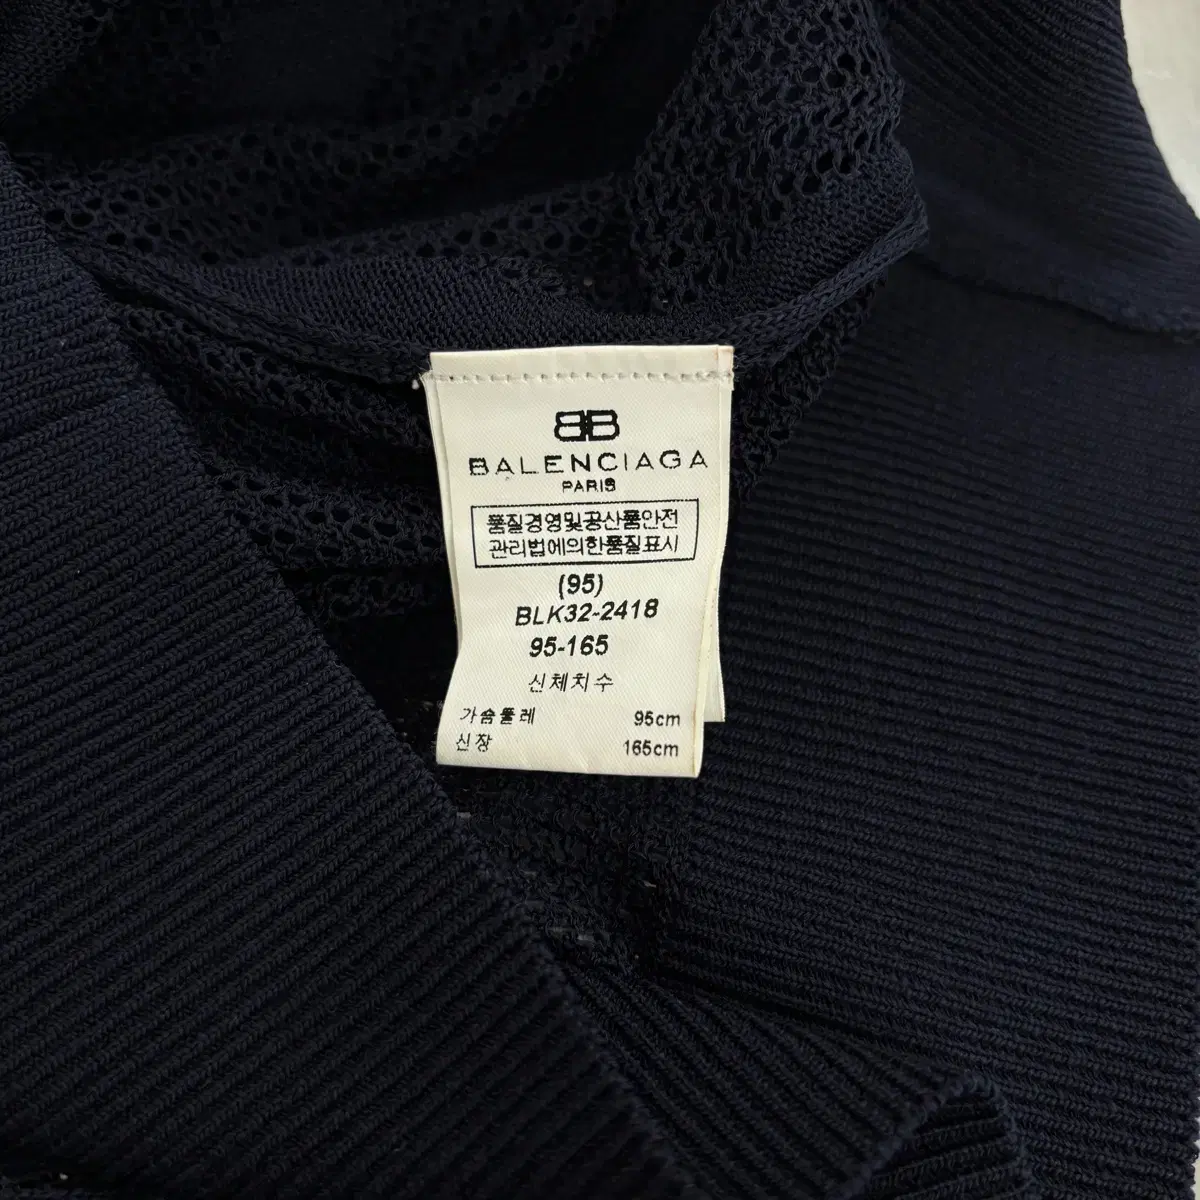 BB
BALENCIAGA
PARIS
품질경영및공산품안전
관리법에의한품질표시
(95)
BLK32-2418
95-165
신체치수
가슴둘레 95cm
신장 165cm